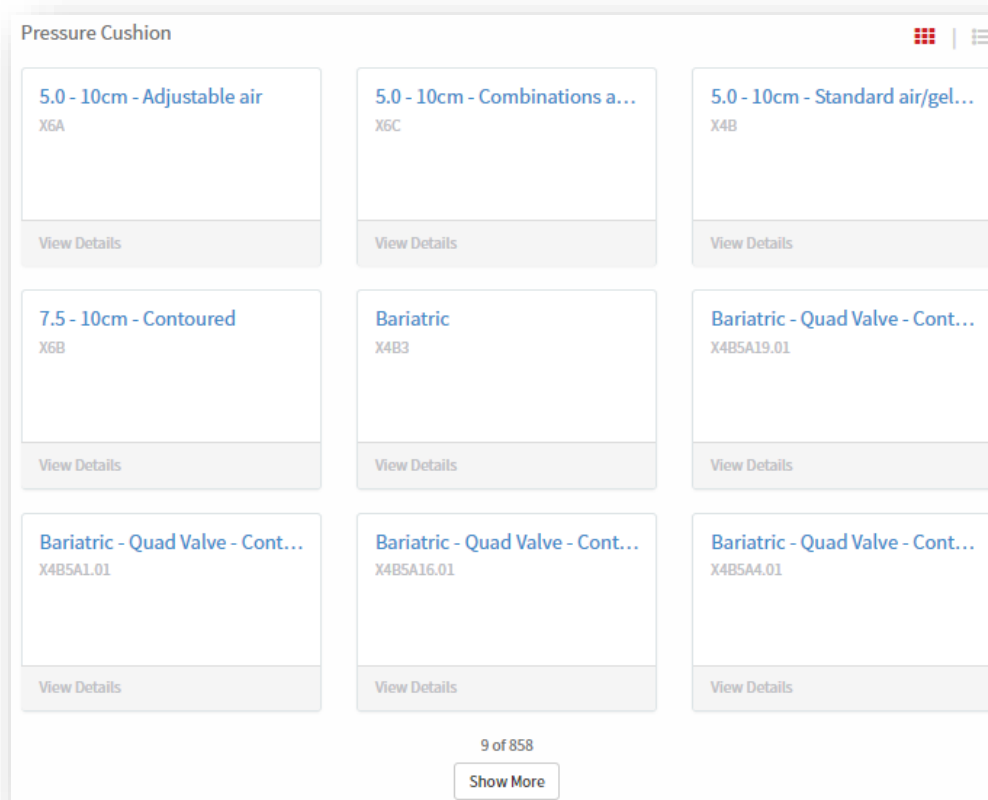 Pressure Cushion
5.0 - 10cm - Adjustable air
X6A
View Details
5.0 - 10cm - Combinations a...
X6C
View Details
5.0 - 10cm - Standard air/gel...
X4B
View Details
7.5 - 10cm - Contoured
X6B
View Details
Bariatric
X4B3
View Details
Bariatric - Quad Valve - Cont...
X4B5A19.01
View Details
Bariatric - Quad Valve - Cont...
X4B5A1.01
View Details
Bariatric - Quad Valve - Cont...
X4B5A16.01
View Details
Bariatric - Quad Valve - Cont...
X4B5A4.01
View Details
9 of 858
Show More